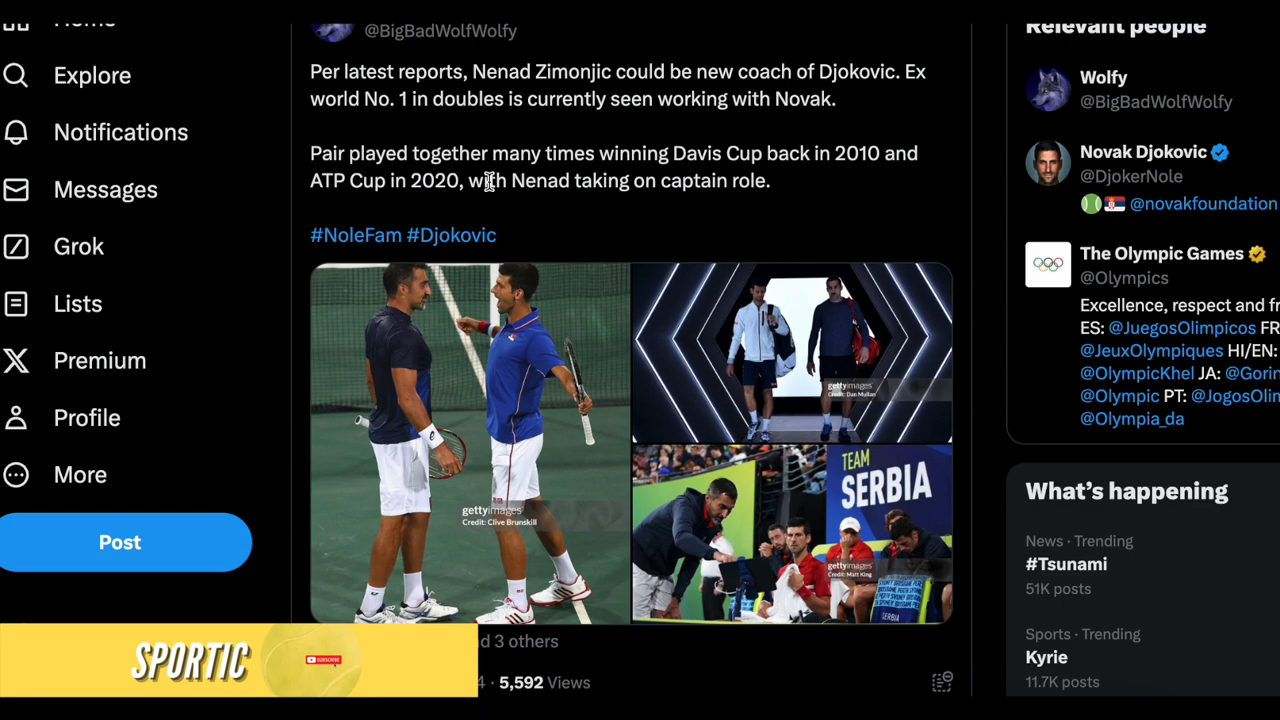 Home
Explore
Notifications
Messages
Grok
Lists
Premium
Profile
More
Post
@BigBadWolfWolfy
Per latest reports, Nenad Zimonjic could be new coach of Djokovic. Ex
world No. 1 in doubles is currently seen working with Novak.
Pair played together many times winning Davis Cup back in 2010 and
ATP Cup in 2020, with Nenad taking on captain role.
#NoleFam #Djokovic
gettyimages
Credit: Clive Brunskill
gettyimages
Credit: Dan Mullan
TEAM
SERBIA
gettyimages
Credit: Matt King
SERBIA
d 3 others
4 · 5,592 Views
SPORTIC
SUBSCRIBE
Relevant people
Wolfy
@BigBadWolfWolfy
Novak Djokovic
@DjokerNole
@novakfoundation
The Olympic Games
@Olympics
Excellence, respect and fr
ES: @JuegosOlimpicos FR
@JeuxOlympiques HI/EN:
@OlympicKhel JA: @Gorin
@Olympic PT: @JogosOlin
@Olympia_da
What's happening
News · Trending
#Tsunami
51K posts
Sports · Trending
Kyrie
11.7K posts